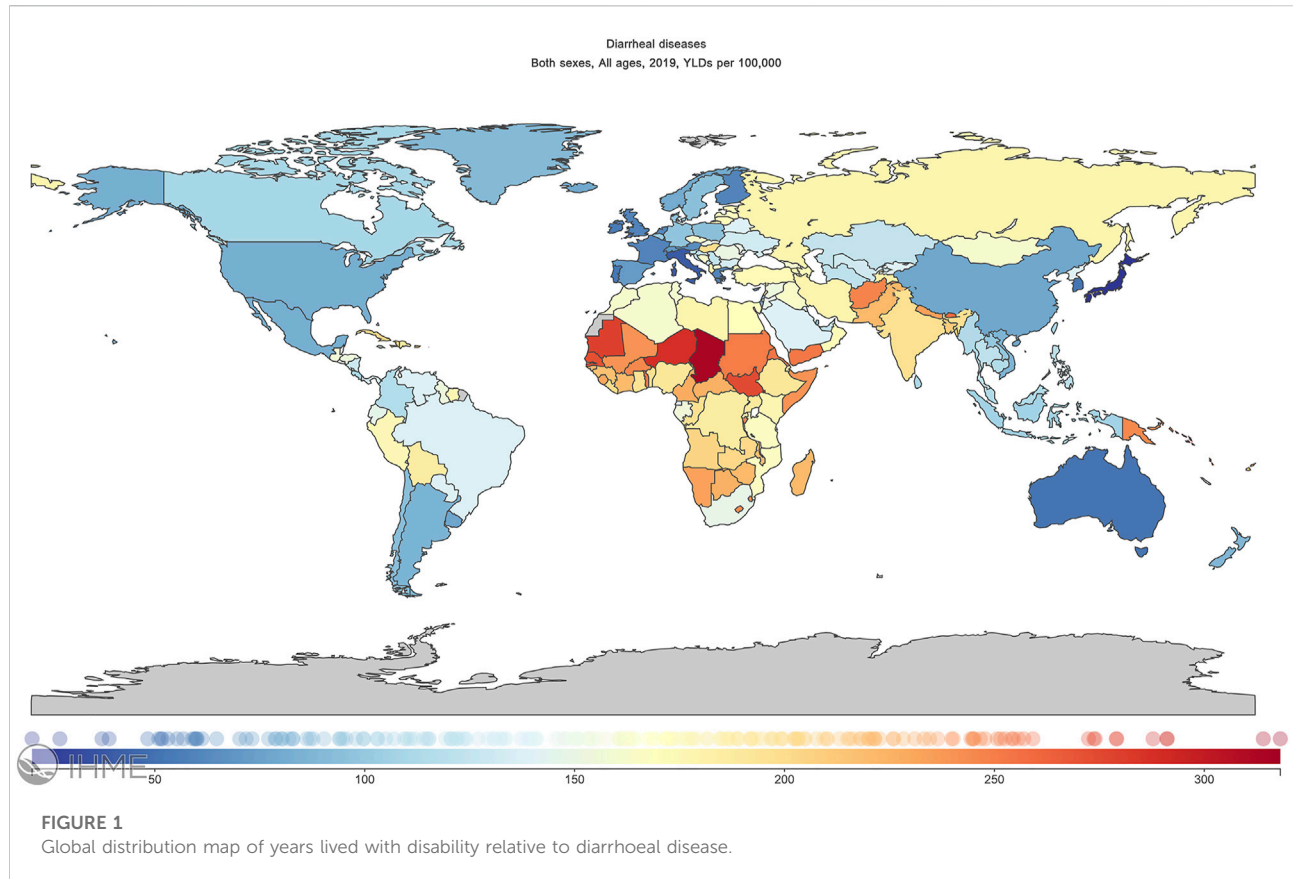 Diarrheal diseases
Both sexes, All ages, 2019, YLDs per 100,000
IHME
50 100 150 200 250 300
FIGURE 1
Global distribution map of years lived with disability relative to diarrhoeal disease.